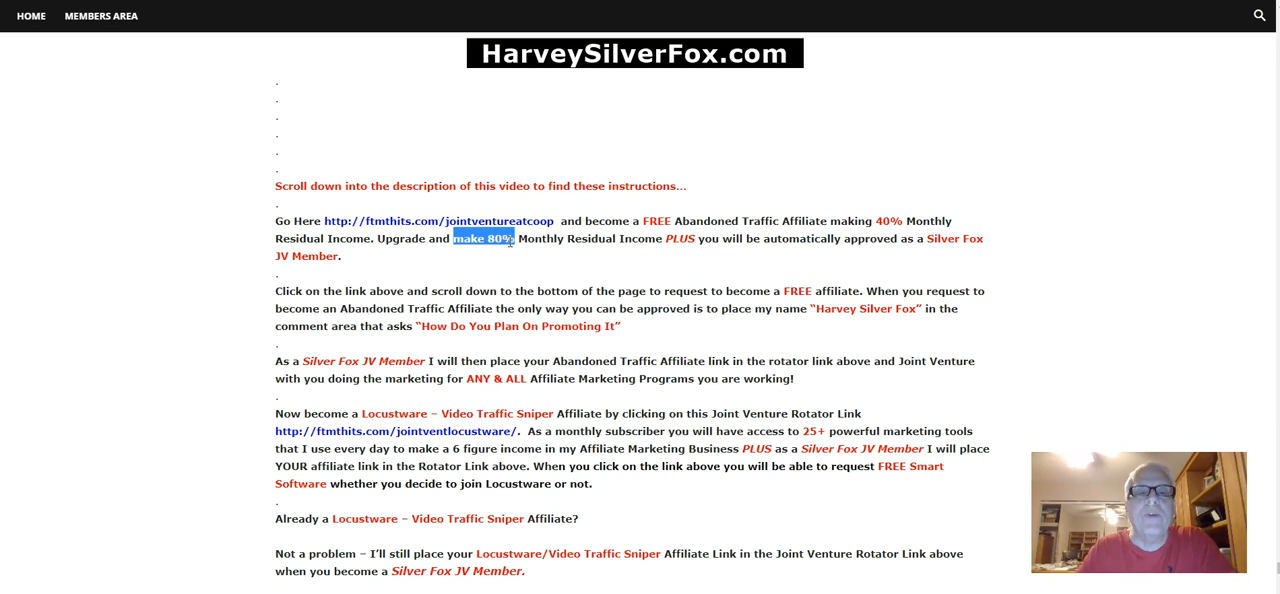 HOME MEMBERS AREA
HarveySilverFox.com
.
.
.
.
.
.
Scroll down into the description of this video to find these instructions...
.
Go Here http://ftmthits.com/jointventureatcoop and become a FREE Abandoned Traffic Affiliate making 40% Monthly
Residual Income. Upgrade and make 80% Monthly Residual Income PLUS you will be automatically approved as a Silver Fox
JV Member.
.
Click on the link above and scroll down to the bottom of the page to request to become a FREE affiliate. When you request to
become an Abandoned Traffic Affiliate the only way you can be approved is to place my name “Harvey Silver Fox” in the
comment area that asks “How Do You Plan On Promoting It”
.
As a Silver Fox JV Member I will then place your Abandoned Traffic Affiliate link in the rotator link above and Joint Venture
with you doing the marketing for ANY & ALL Affiliate Marketing Programs you are working!
.
Now become a Locustware – Video Traffic Sniper Affiliate by clicking on this Joint Venture Rotator Link
http://ftmthits.com/jointventlocustware/. As a monthly subscriber you will have access to 25+ powerful marketing tools
that I use every day to make a 6 figure income in my Affiliate Marketing Business PLUS as a Silver Fox JV Member I will place
YOUR affiliate link in the Rotator Link above. When you click on the link above you will be able to request FREE Smart
Software whether you decide to join Locustware or not.
.
Already a Locustware – Video Traffic Sniper Affiliate?
Not a problem – I’ll still place your Locustware/Video Traffic Sniper Affiliate Link in the Joint Venture Rotator Link above
when you become a Silver Fox JV Member.